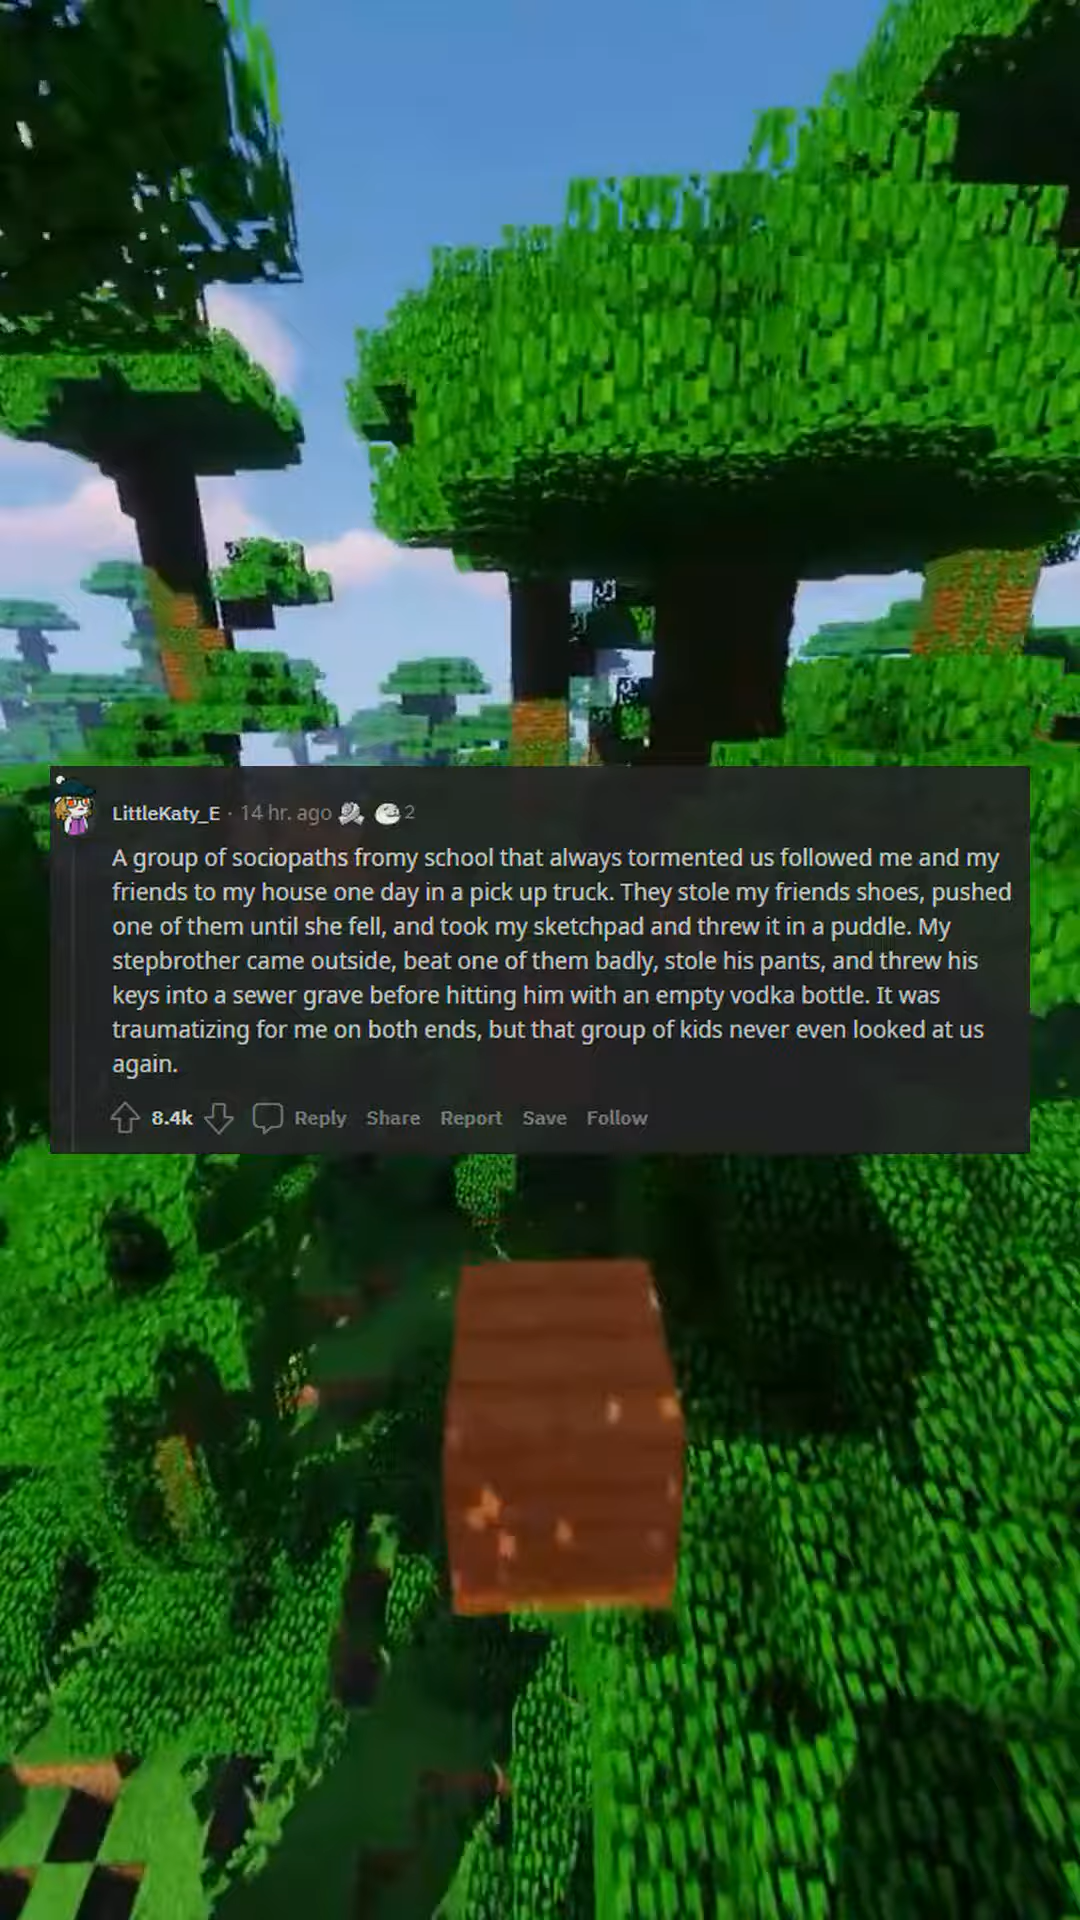 LittleKaty_E · 14 hr. ago 2
A group of sociopaths fromy school that always tormented us followed me and my
friends to my house one day in a pick up truck. They stole my friends shoes, pushed
one of them until she fell, and took my sketchpad and threw it in a puddle. My
stepbrother came outside, beat one of them badly, stole his pants, and threw his
keys into a sewer grave before hitting him with an empty vodka bottle. It was
traumatizing for me on both ends, but that group of kids never even looked at us
again.
8.4k Reply Share Report Save Follow